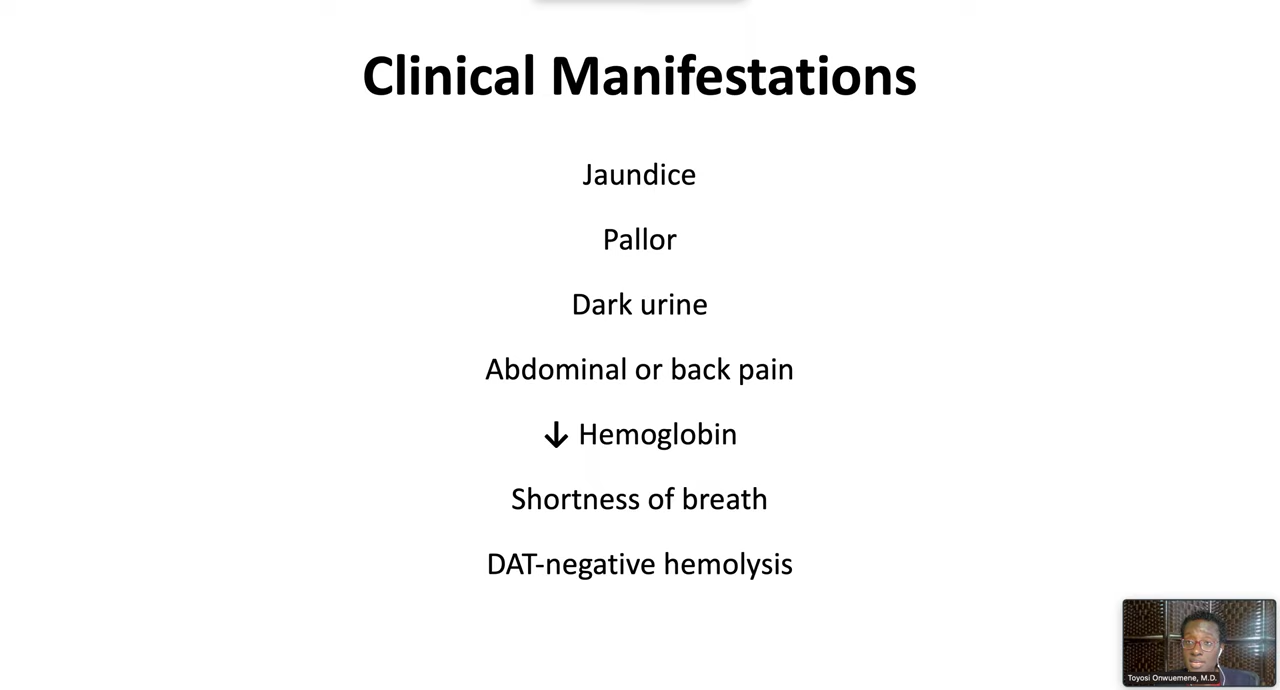 Clinical Manifestations
Jaundice
Pallor
Dark urine
Abdominal or back pain
↓ Hemoglobin
Shortness of breath
DAT-negative hemolysis
Toyosi Onwuemene, M.D.